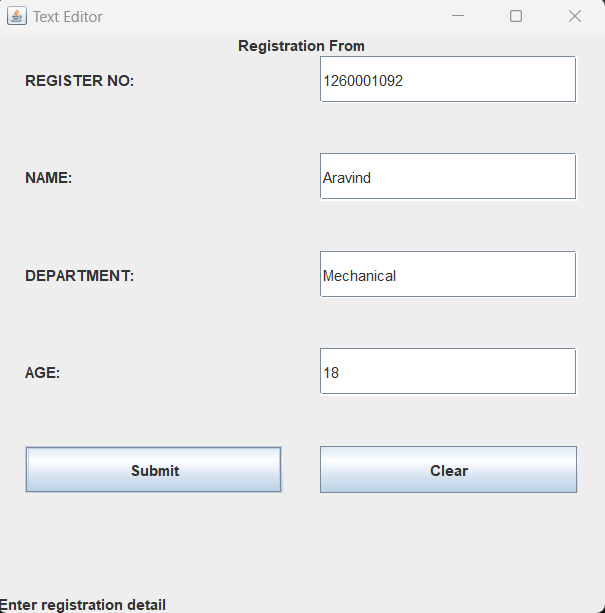 Text Editor
Registration From
REGISTER NO:
1260001092
NAME:
Aravind
DEPARTMENT:
Mechanical
AGE:
18
Submit
Clear
Enter registration detail